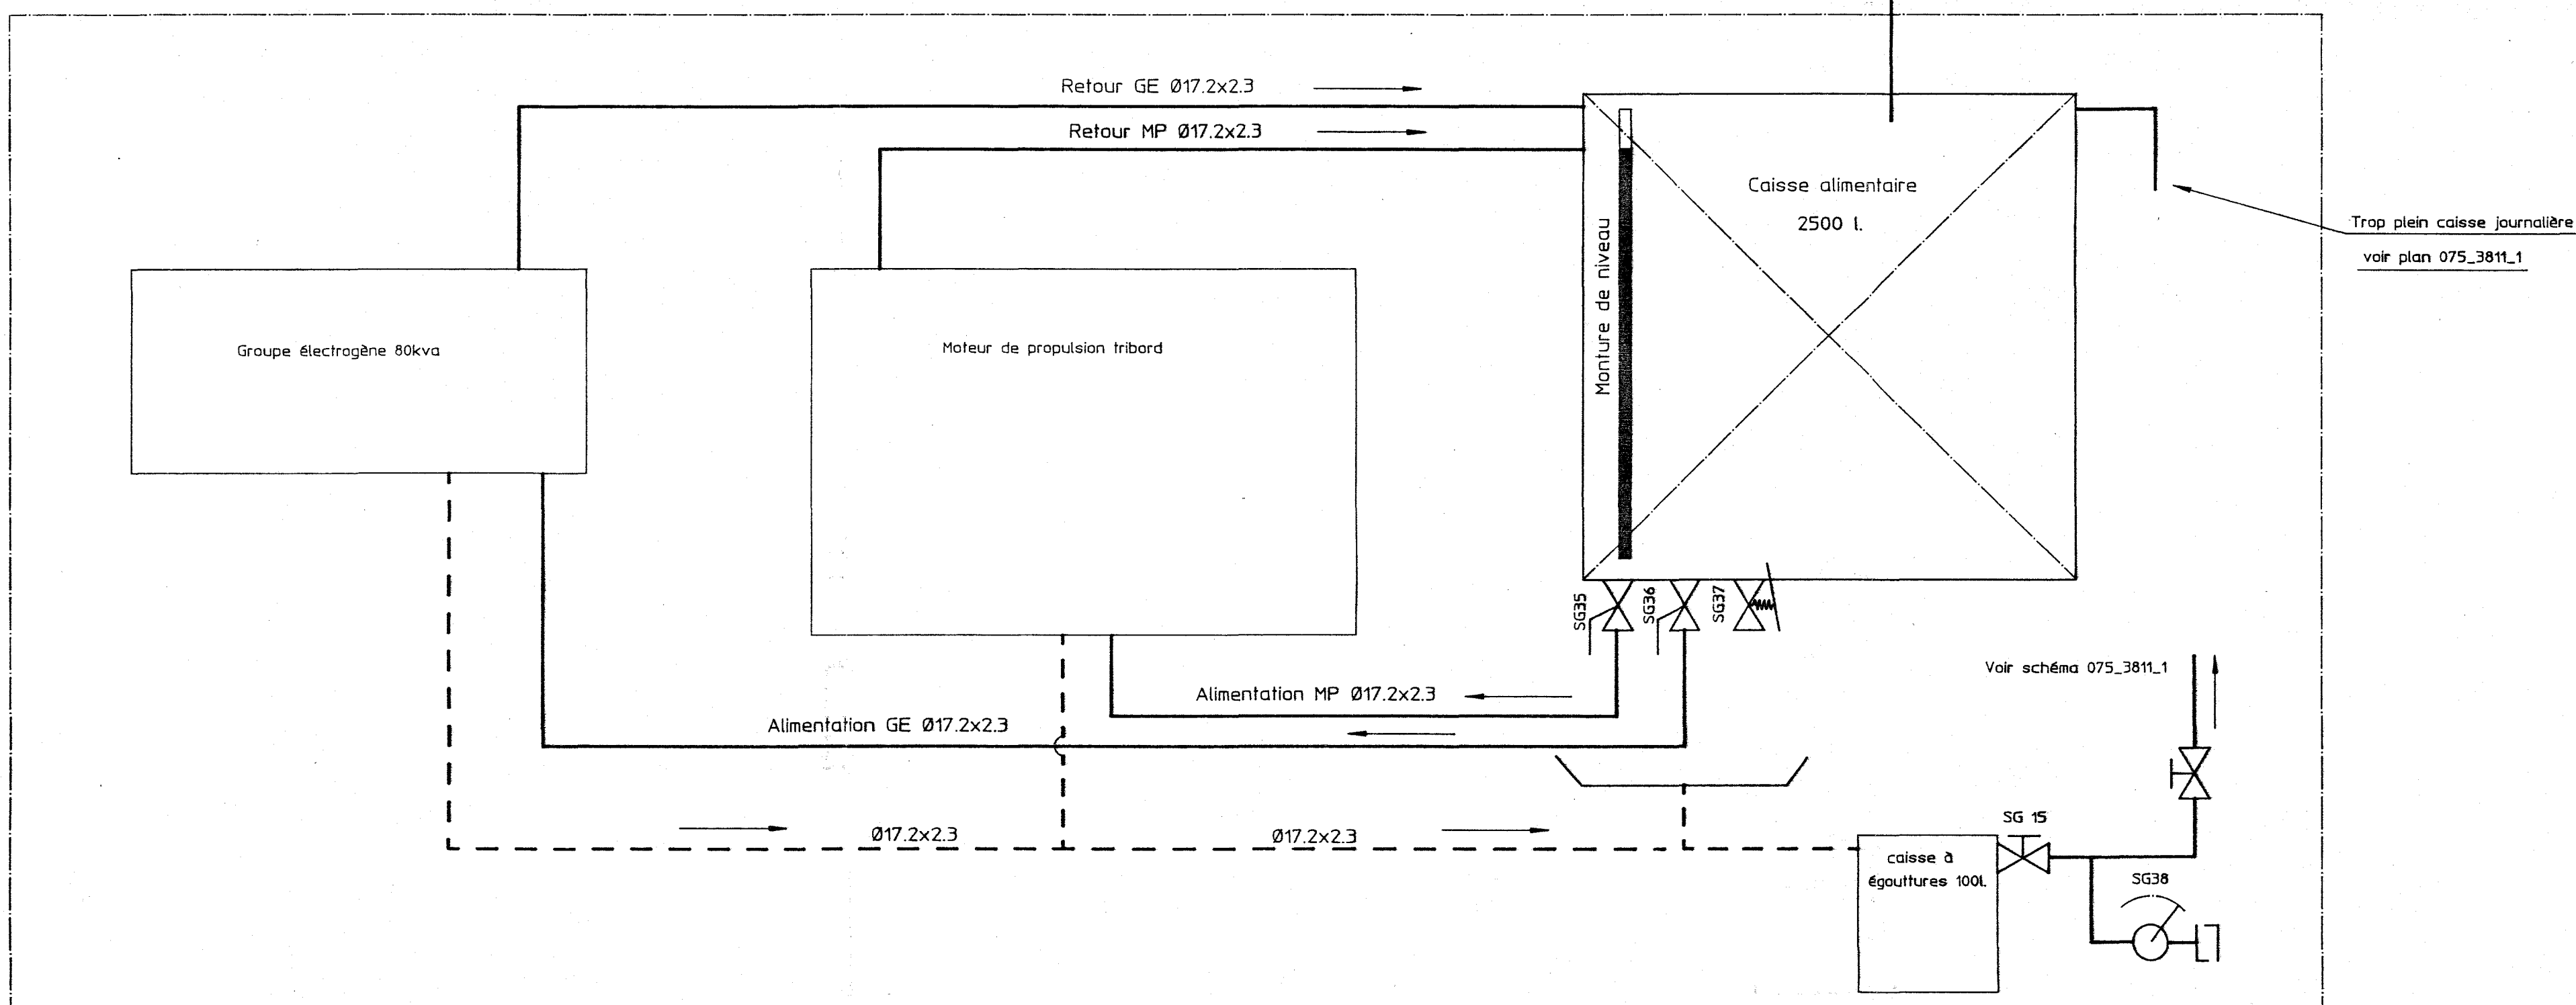 Retour GE Ø17.2x2.3
Retour MP Ø17.2x2.3
Caisse alimentaire
2500 l.
Monture de niveau
Trop plein caisse journalière
voir plan 075_3811_1
Groupe électrogène 80kva
Moteur de propulsion tribord
SG35
SG36
SG37
Voir schéma 075_3811_1
Alimentation MP Ø17.2x2.3
Alimentation GE Ø17.2x2.3
Ø17.2x2.3
Ø17.2x2.3
SG 15
caisse à
égouttures 100l.
SG38